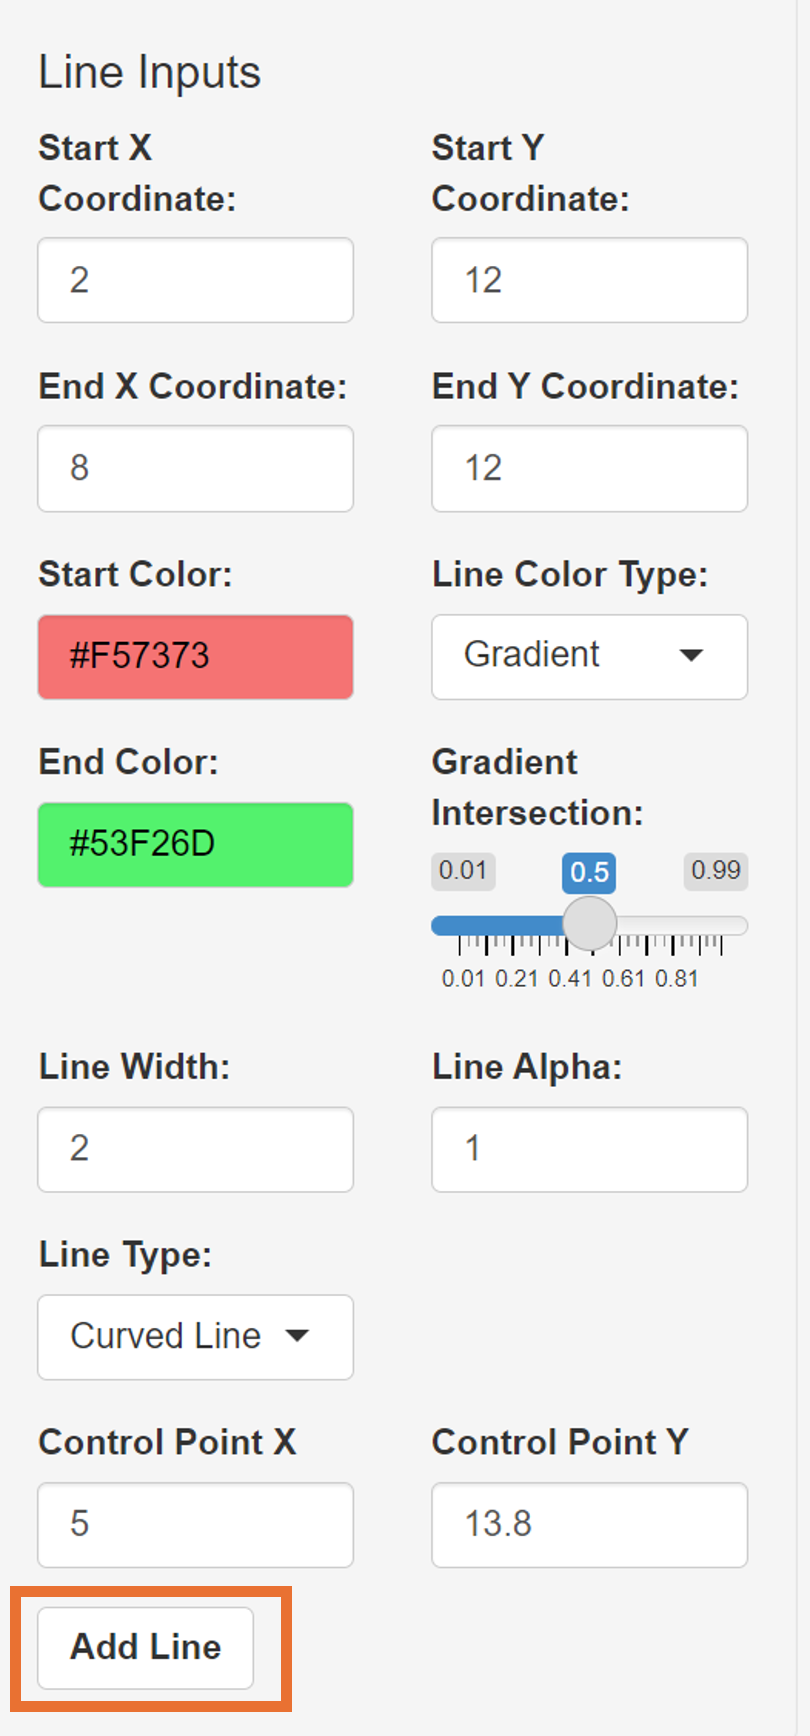 Line Inputs
Start X Start Y
Coordinate: Coordinate:
2 12
End X Coordinate: End Y Coordinate:
8 12
Start Color: Line Color Type:
#F57373 Gradient
End Color: Gradient
Intersection:
#53F26D
0.01 0.5 0.99
0.01 0.21 0.41 0.61 0.81
Line Width: Line Alpha:
2 1
Line Type:
Curved Line
Control Point X Control Point Y
5 13.8
Add Line